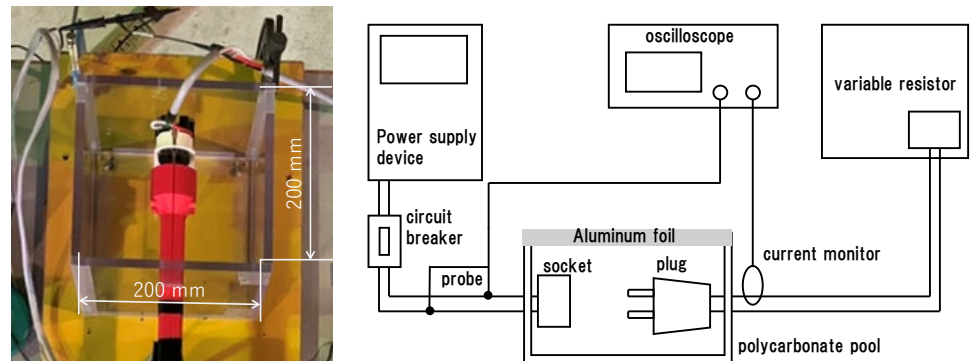 200 mm
200 mm
oscilloscope
variable resistor
Power supply
device
circuit
breaker
Aluminum foil
socket
plug
probe
current monitor
polycarbonate pool